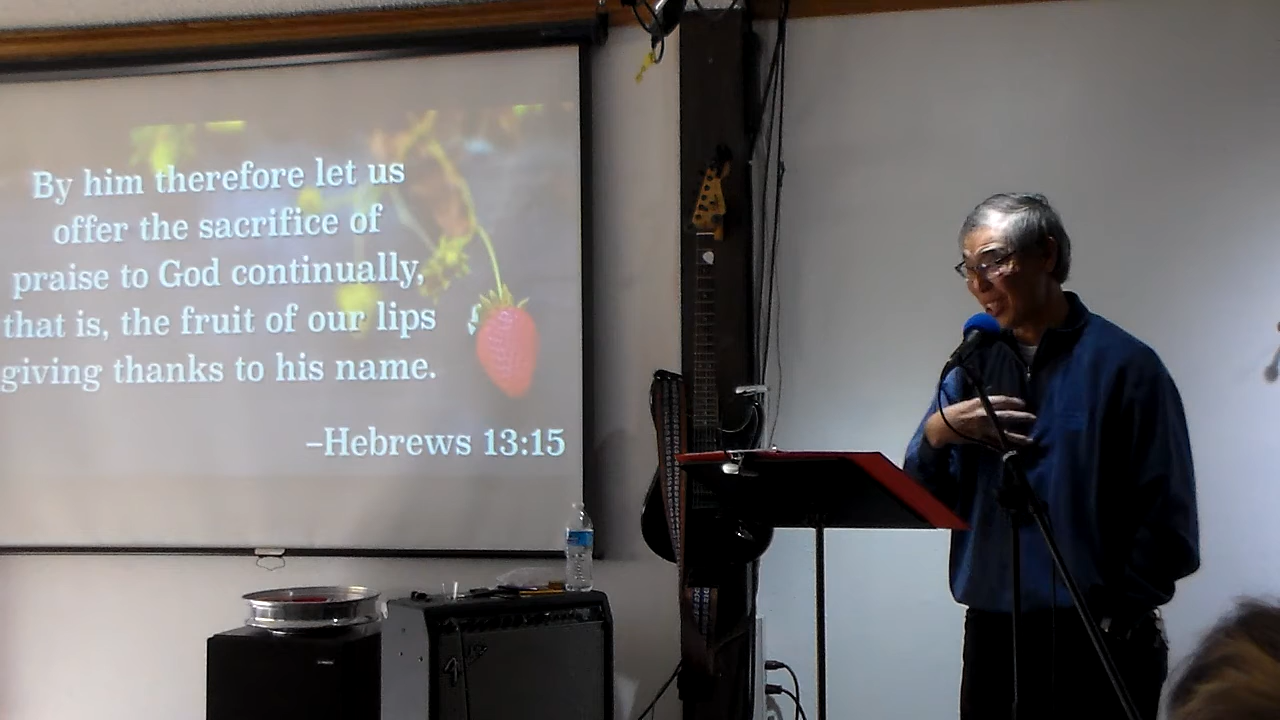 By him therefore let us
offer the sacrifice of
praise to God continually,
that is, the fruit of our lips
giving thanks to his name.
–Hebrews 13:15